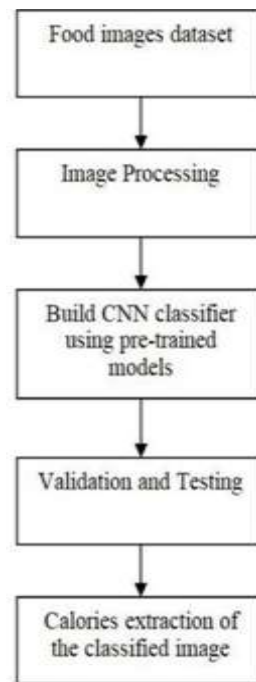 Food images dataset
Image Processing
Build CNN classifier
using pre-trained
models
Validation and Testing
Calories extraction of
the classified image